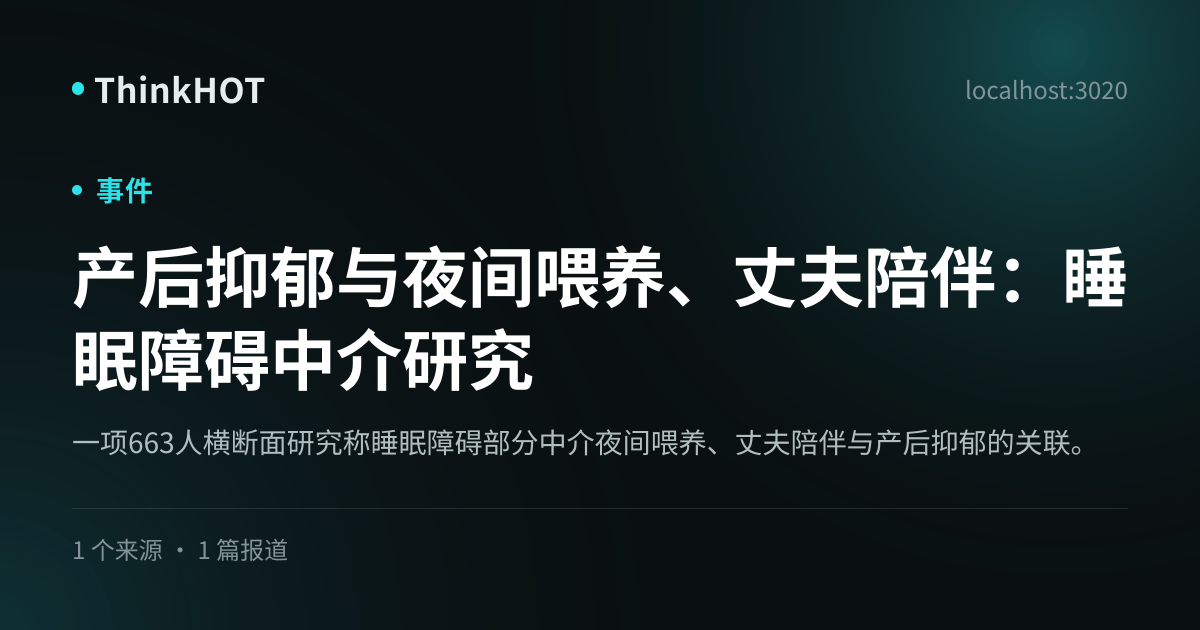 ThinkHOT
localhost:3020
事件
产后抑郁与夜间喂养、丈夫陪伴：睡
眠障碍中介研究
一项663人横断面研究称睡眠障碍部分中介夜间喂养、丈夫陪伴与产后抑郁的关联。
1 个来源 · 1 篇报道